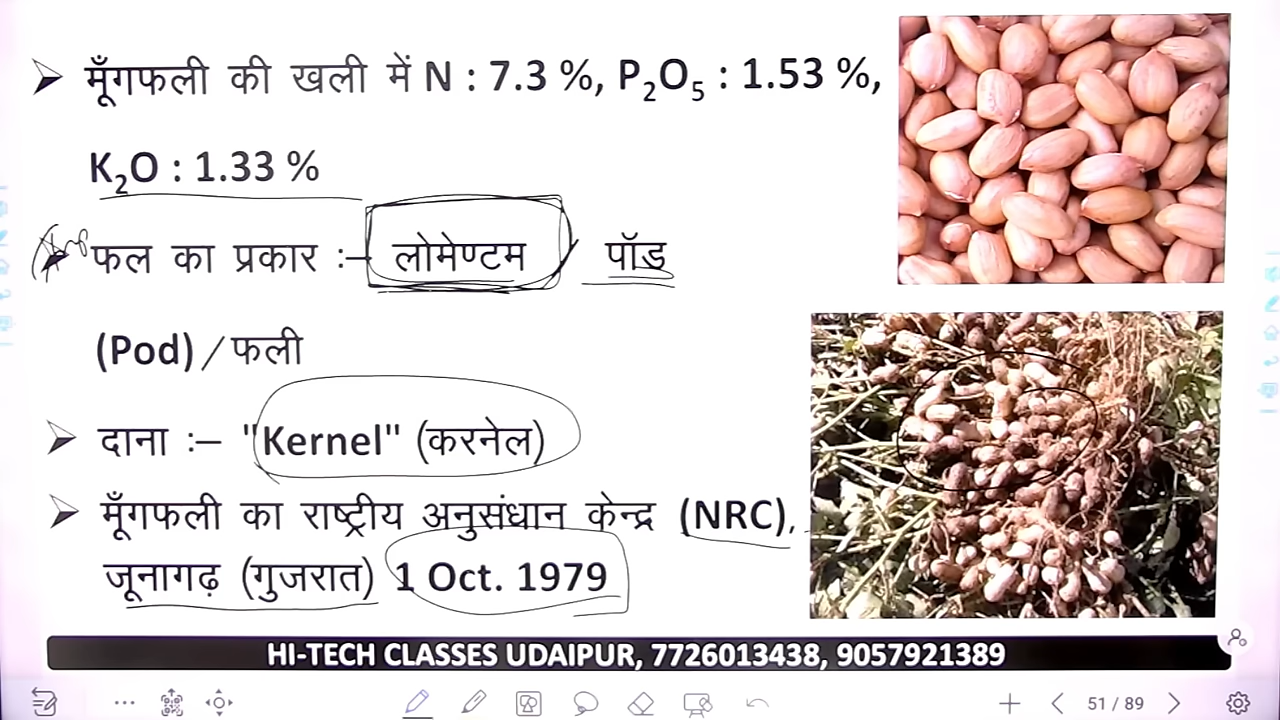 मूँगफली की खली में N : 7.3 %, P₂O₅ : 1.53 %,
K₂O : 1.33 %
फल का प्रकार :– लोमेण्टम / पॉड
(Pod) / फली
दाना :– "Kernel" (करनेल)
मूँगफली का राष्ट्रीय अनुसंधान केन्द्र (NRC),
जूनागढ़ (गुजरात) 1 Oct. 1979
HI-TECH CLASSES UDAIPUR, 7726013438, 9057921389
51 / 89